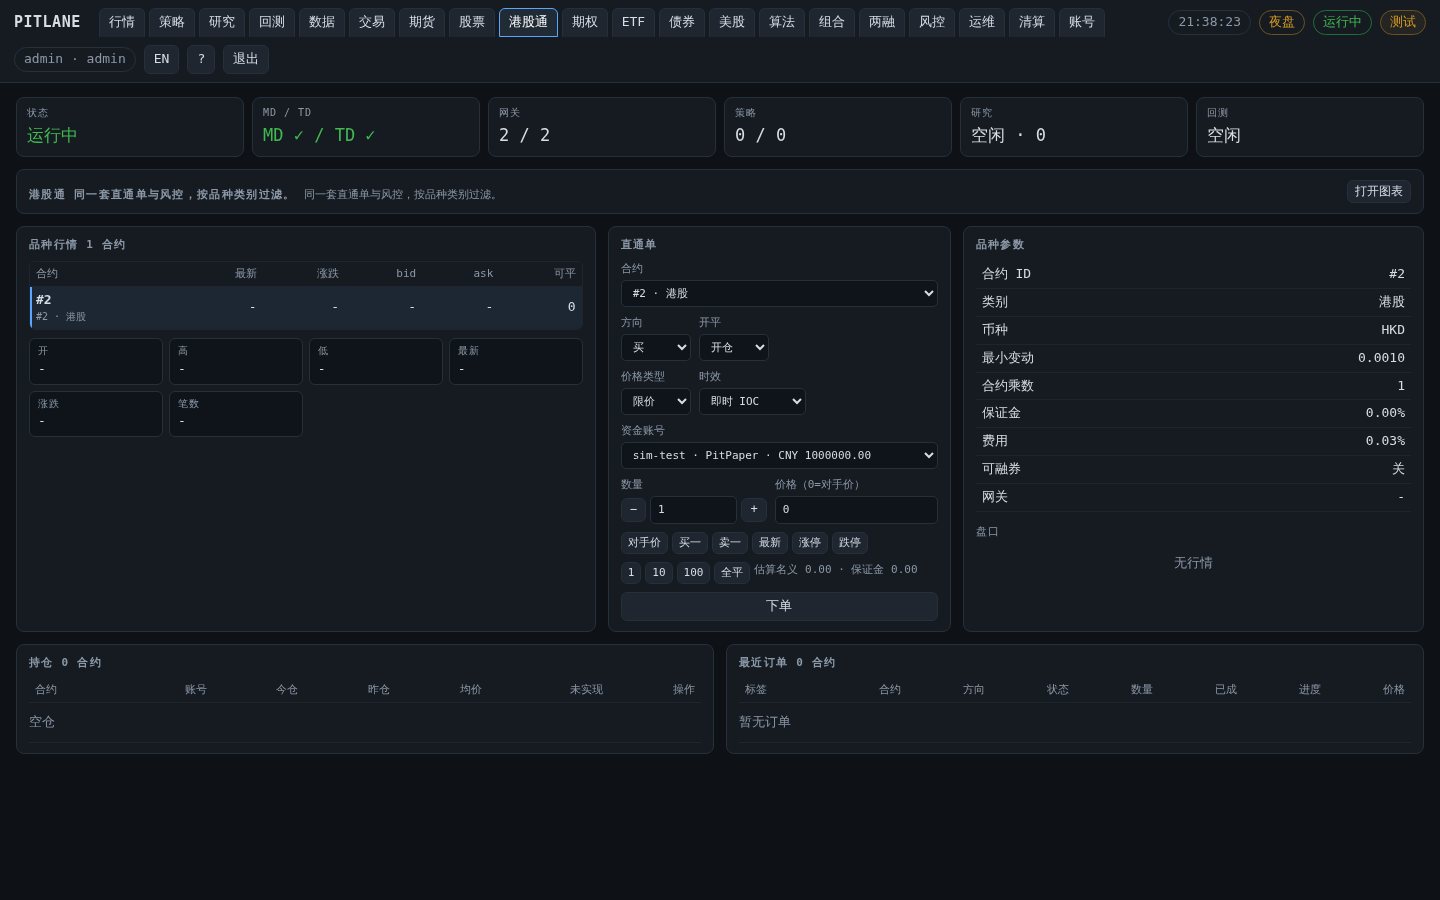 PITLANE 行情 策略 研究 回测 数据 交易 期货 股票 港股通 期权 ETF 债券 美股 算法 组合 两融 风控 运维 清算 账号 21:38:23 夜盘 运行中 测试
admin · admin EN ? 退出
状态 MD / TD 网关 策略 研究 回测
运行中 MD ✓ / TD ✓ 2 / 2 0 / 0 空闲 · 0 空闲
港股通 同一套直通单与风控，按品种类别过滤。 同一套直通单与风控，按品种类别过滤。 打开图表
品种行情 1 合约
合约 最新 涨跌 bid ask 可平
#2 - - - - 0
#2 · 港股
开 高 低 最新
- - - -
涨跌 笔数
- -
直通单
合约
#2 · 港股
方向 开平
买 开仓
价格类型 时效
限价 即时 IOC
资金账号
sim-test · PitPaper · CNY 1000000.00
数量 价格（0=对手价）
− 1 + 0
对手价 买一 卖一 最新 涨停 跌停
1 10 100 全平 估算名义 0.00 · 保证金 0.00
下单
品种参数
合约 ID #2
类别 港股
币种 HKD
最小变动 0.0010
合约乘数 1
保证金 0.00%
费用 0.03%
可融券 关
网关 -
盘口
无行情
持仓 0 合约
合约 账号 今仓 昨仓 均价 未实现 操作
空仓
最近订单 0 合约
标签 合约 方向 状态 数量 已成 进度 价格
暂无订单